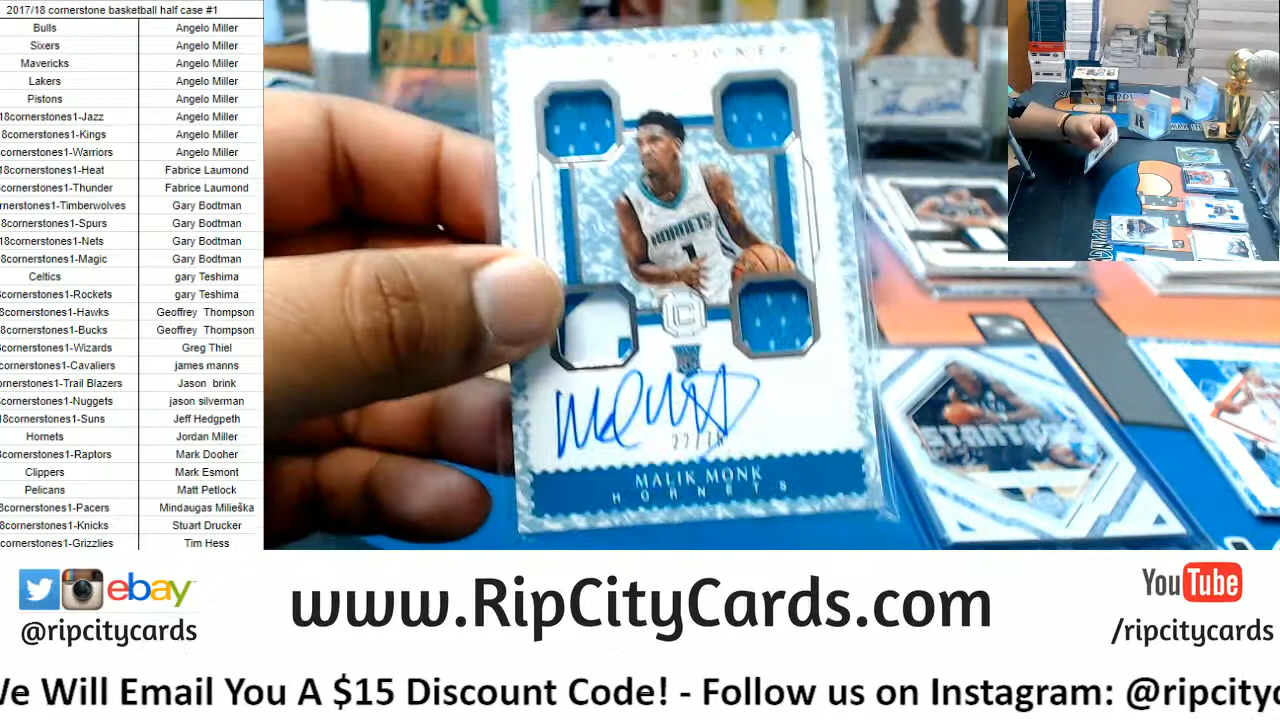 2017/18 cornerstone basketball half case #1
Bulls Angelo Miller
Sixers Angelo Miller
Mavericks Angelo Miller
Lakers Angelo Miller
Pistons Angelo Miller
18cornerstones1-Jazz Angelo Miller
8cornerstones1-Kings Angelo Miller
cornerstones1-Warriors Angelo Miller
18cornerstones1-Heat Fabrice Laumond
8cornerstones1-Thunder Fabrice Laumond
rnerstones1-Timberwolves Gary Bodtman
8cornerstones1-Spurs Gary Bodtman
18cornerstones1-Nets Gary Bodtman
8cornerstones1-Magic Gary Bodtman
Celtics gary Teshima
cornerstones1-Rockets gary Teshima
8cornerstones1-Hawks Geoffrey Thompson
8cornerstones1-Bucks Geoffrey Thompson
8cornerstones1-Wizards Greg Thiel
cornerstones1-Cavaliers james manns
ornerstones1-Trail Blazers Jason brink
cornerstones1-Nuggets jason silverman
18cornerstones1-Suns Jeff Hedgpeth
Hornets Jordan Miller
8cornerstones1-Raptors Mark Dooher
Clippers Mark Esmont
Pelicans Matt Petlock
8cornerstones1-Pacers Mindaugas Milieška
8cornerstones1-Knicks Stuart Drucker
cornerstones1-Grizzlies Tim Hess
HORNETS
1
C
MALIK MONK
HORNETS
ebay
@ripcitycards
www.RipCityCards.com
YouTube
/ripcitycards
We Will Email You A $15 Discount Code! - Follow us on Instagram: @ripcityc